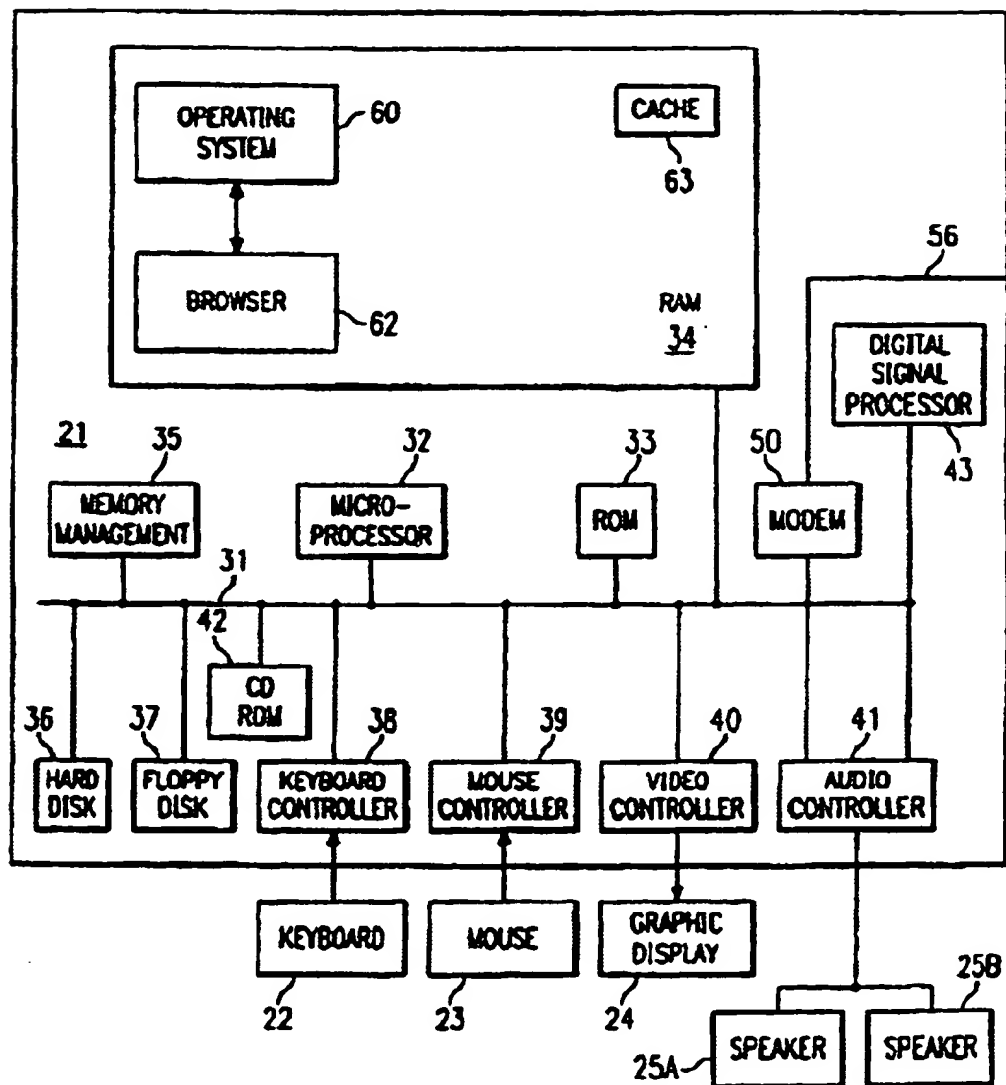 OPERATING
SYSTEM
60
CACHE
63
BROWSER
62
RAM
34
56
DIGITAL
SIGNAL
PROCESSOR
43
21
35
MEMORY
MANAGEMENT
32
MICRO-
PROCESSOR
33
ROM
50
MODEM
31
42
CD
ROM
36
HARD
DISK
37
FLOPPY
DISK
38
KEYBOARD
CONTROLLER
39
MOUSE
CONTROLLER
40
VIDEO
CONTROLLER
41
AUDIO
CONTROLLER
KEYBOARD
22
MOUSE
23
GRAPHIC
DISPLAY
24
25A
SPEAKER
25B
SPEAKER